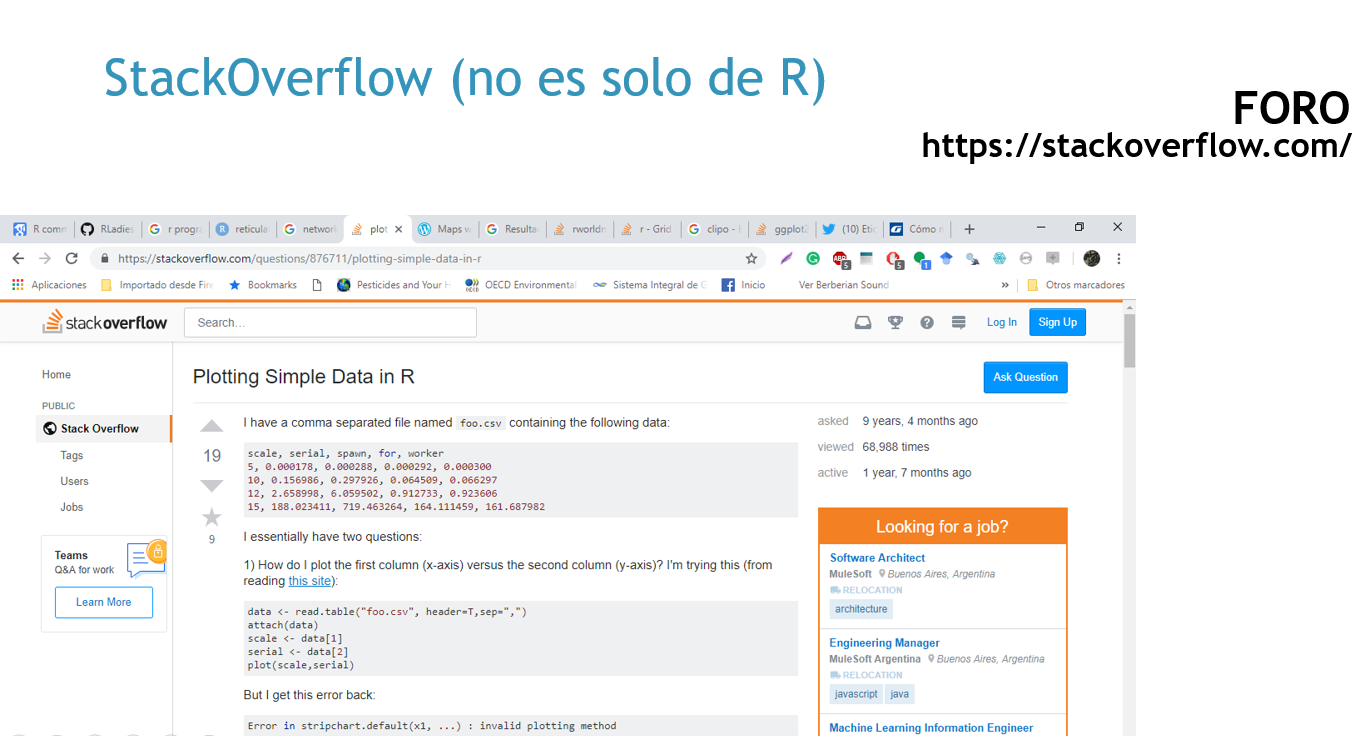 StackOverflow (no es solo de R)
FORO
https://stackoverflow.com/
R comm
RLadies
r progra
reticula
network
plot
Maps w
Resulta
rworldm
r - Grid
clipo - 
ggplot2
(10) Etic
Cómo r
https://stackoverflow.com/questions/876711/plotting-simple-data-in-r
ABP
5
5
1
Aplicaciones
Importado desde Fire
Bookmarks
Pesticides and Your H
OECD Environmental
Sistema Integral de G
Inicio
Ver Berberian Sound
»
Otros marcadores
stackoverflow
Search…
Log In
Sign Up
Home
PUBLIC
Stack Overflow
Tags
Users
Jobs
Teams
Q&A for work
Learn More
Plotting Simple Data in R
Ask Question
19
9
I have a comma separated file named foo.csv containing the following data:
scale, serial, spawn, for, worker
5, 0.000178, 0.000288, 0.000292, 0.000300
10, 0.156986, 0.297926, 0.064509, 0.066297
12, 2.658998, 6.059502, 0.912733, 0.923606
15, 188.023411, 719.463264, 164.111459, 161.687982
I essentially have two questions:
1) How do I plot the first column (x-axis) versus the second column (y-axis)? I'm trying this (from
reading this site):
data <- read.table("foo.csv", header=T,sep=",")
attach(data)
scale <- data[1]
serial <- data[2]
plot(scale,serial)
But I get this error back:
Error in stripchart.default(x1, ...) : invalid plotting method
asked 9 years, 4 months ago
viewed 68,988 times
active 1 year, 7 months ago
Looking for a job?
Software Architect
MuleSoft Buenos Aires, Argentina
RELOCATION
architecture
Engineering Manager
MuleSoft Argentina Buenos Aires, Argentina
RELOCATION
javascript java
Machine Learning Information Engineer